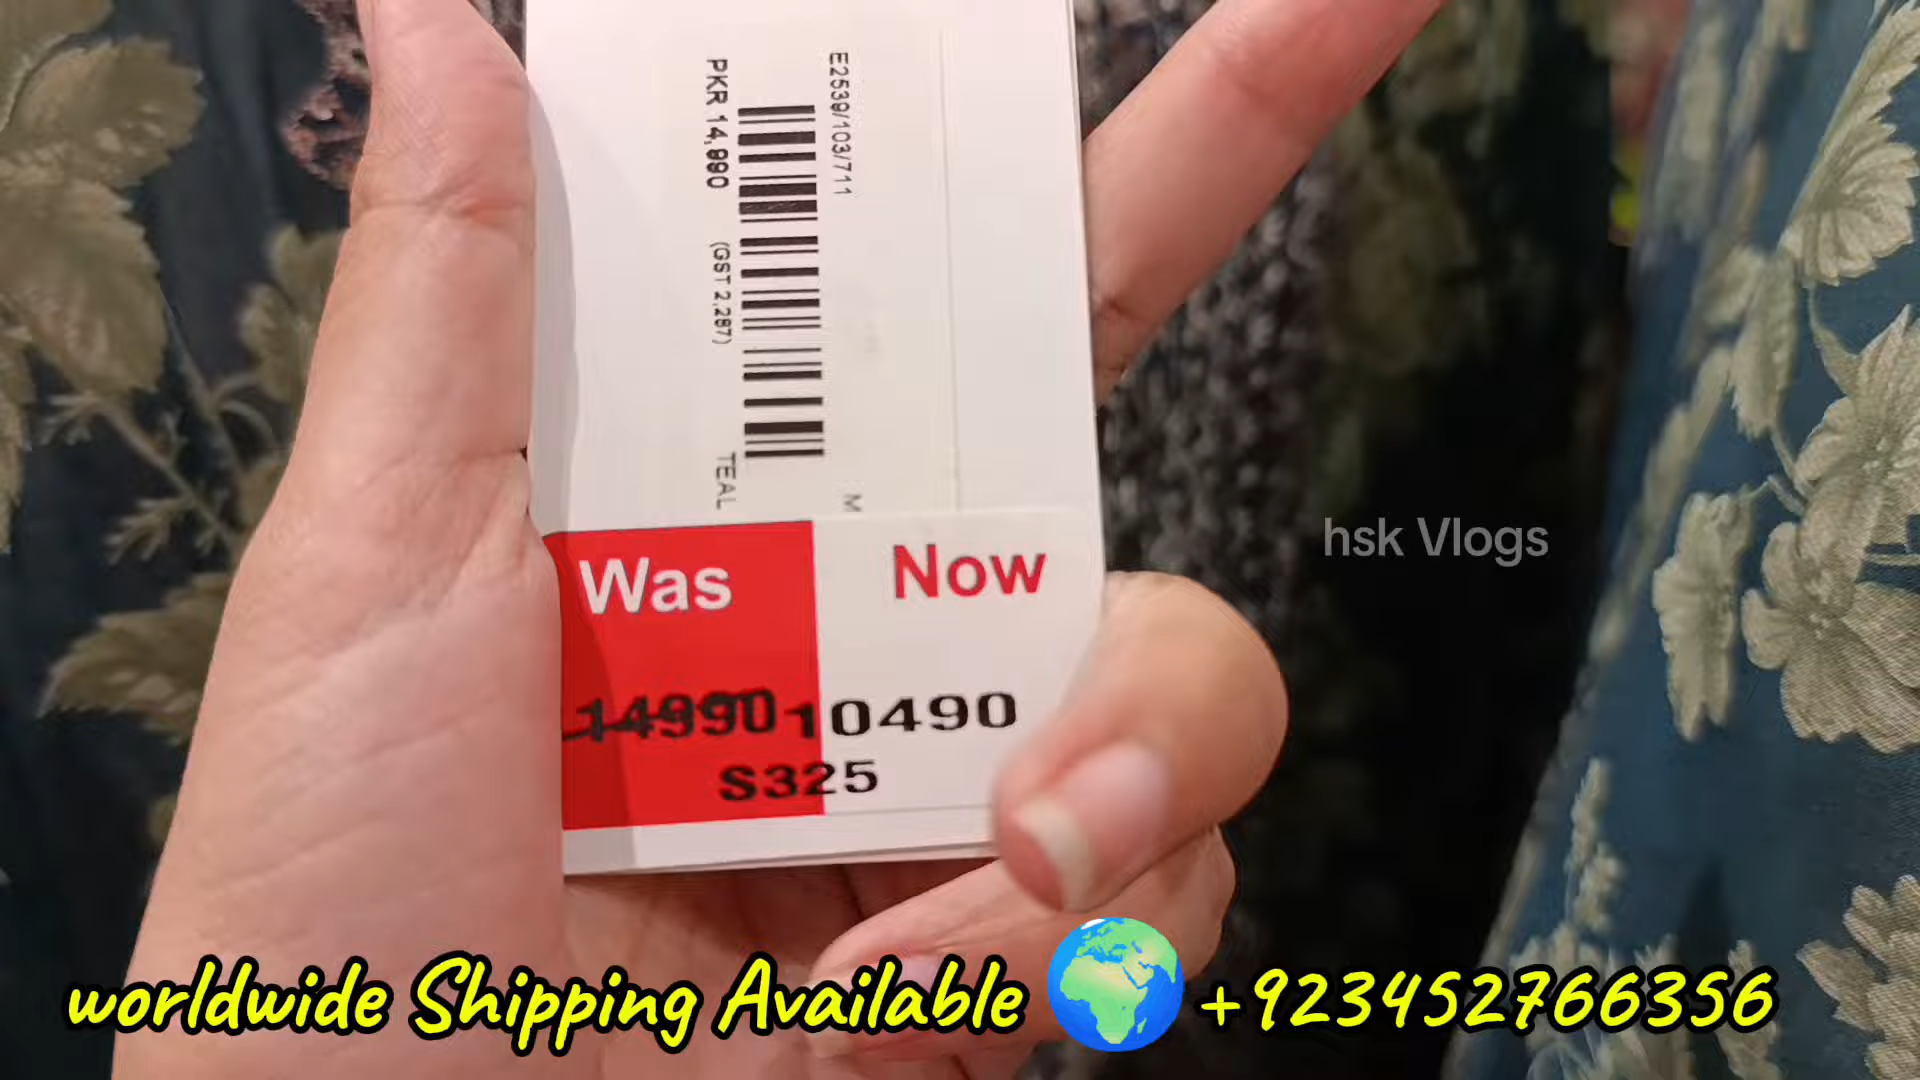 E2539/103/711
PKR 14,990 (GST 2,287)
TEAL
M
Was Now
14990 10490
S325
hsk Vlogs
worldwide Shipping Available 🌍 +923452766356